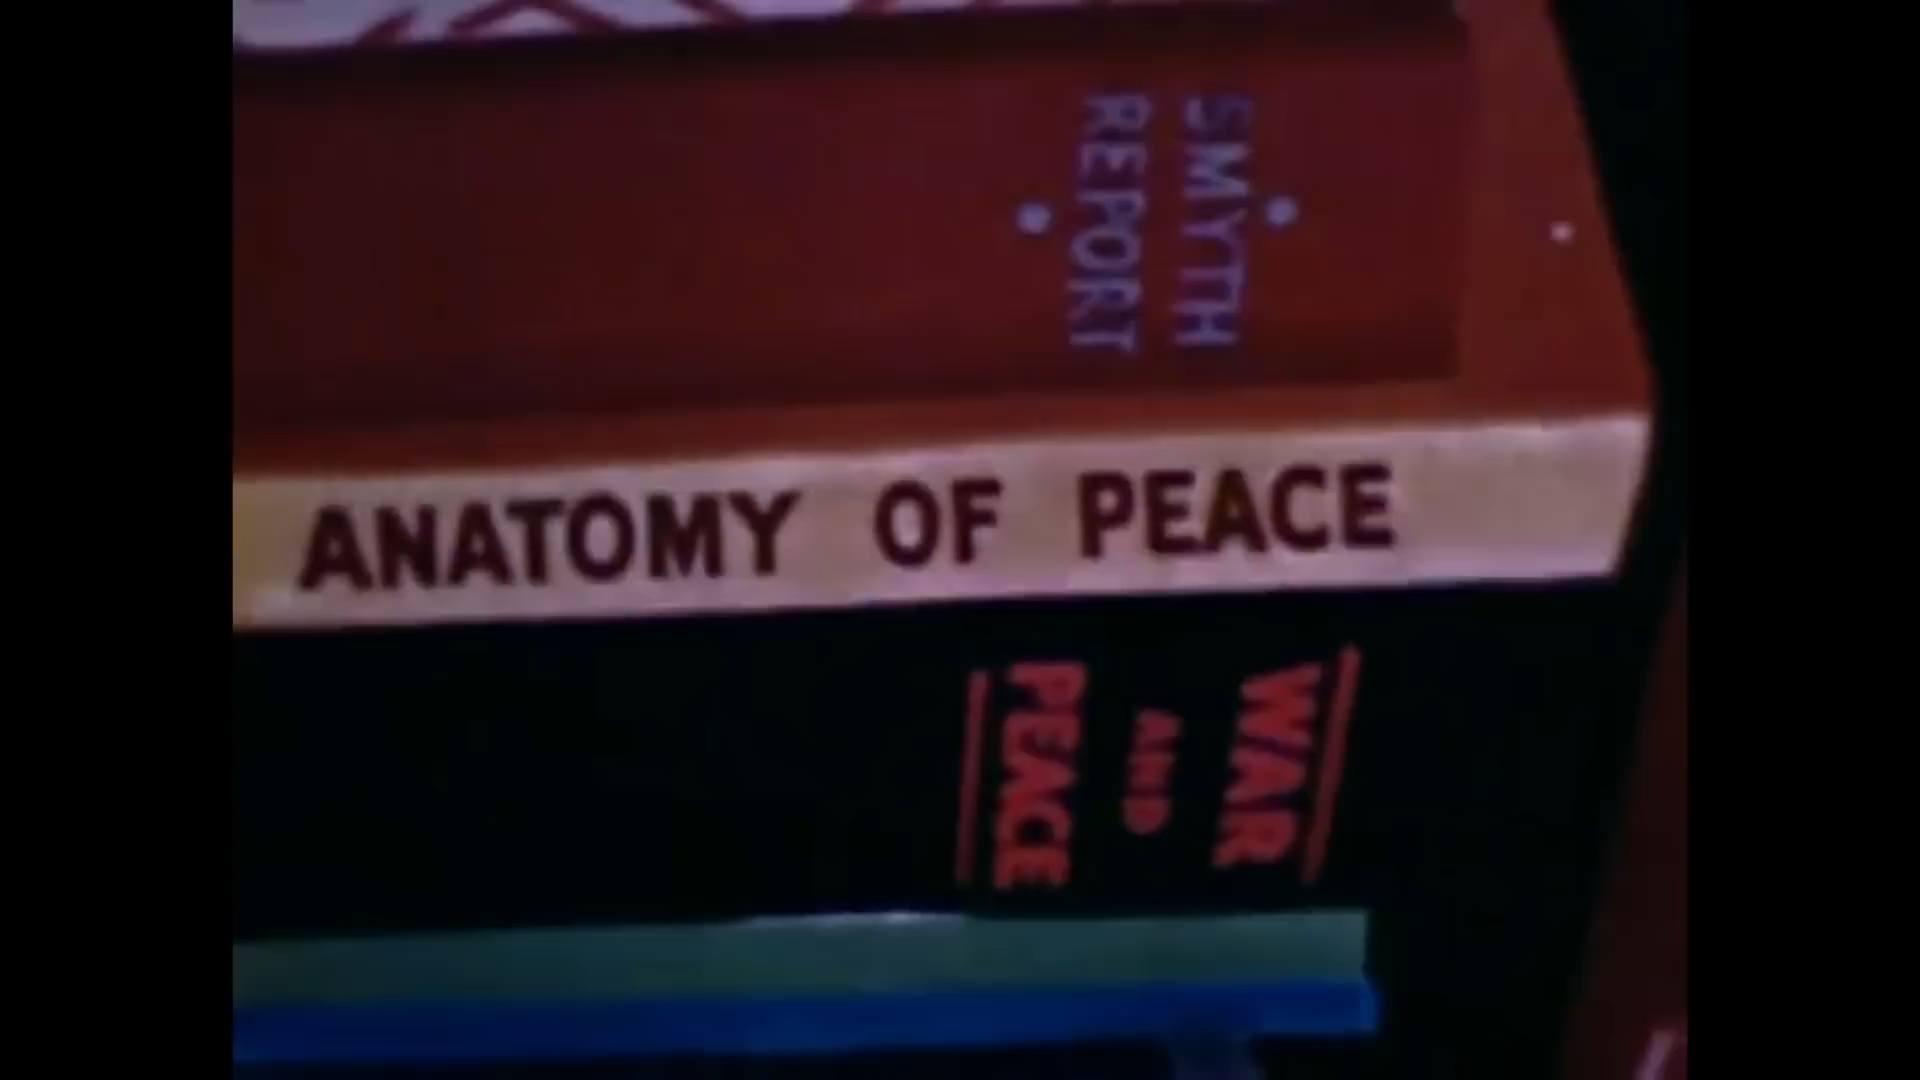 SMYTH
REPORT
ANATOMY OF PEACE
WAR
AND
PEACE